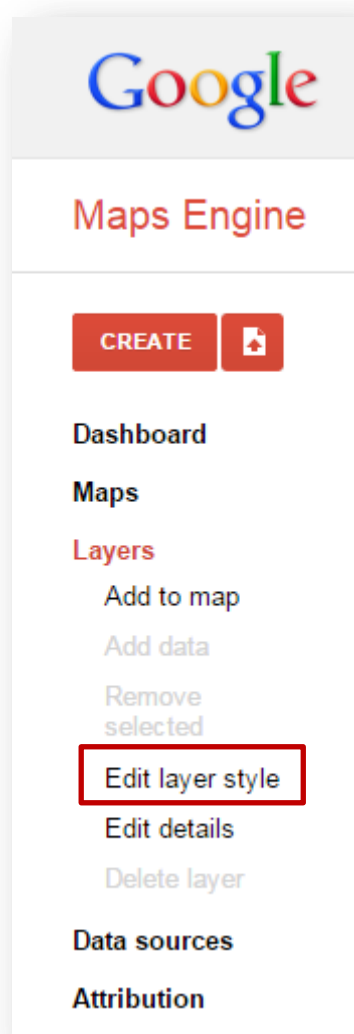 Google
Maps Engine
CREATE
Dashboard
Maps
Layers
Add to map
Add data
Remove
selected
Edit layer style
Edit details
Delete layer
Data sources
Attribution